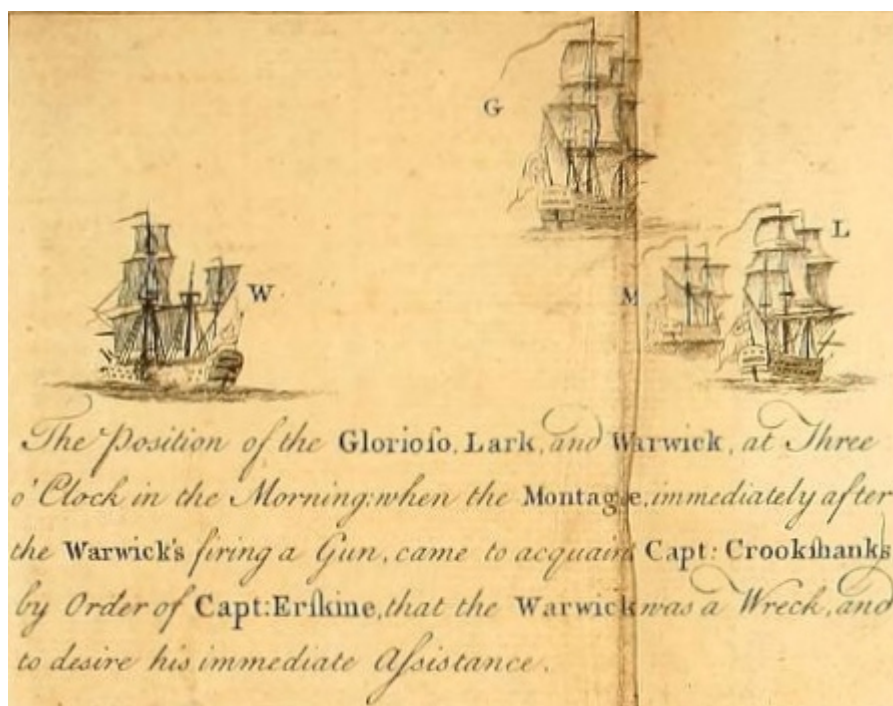 G
L
W
M
The Position of the Glorioſo, Lark, and Warwick, at Three
o'Clock in the Morning: when the Montague, immediately after
the Warwick's firing a Gun, came to acquaint Capt: Crookſhanks
by Order of Capt: Erſkine, that the Warwick was a Wreck, and
to desire his immediate Aſsistance.